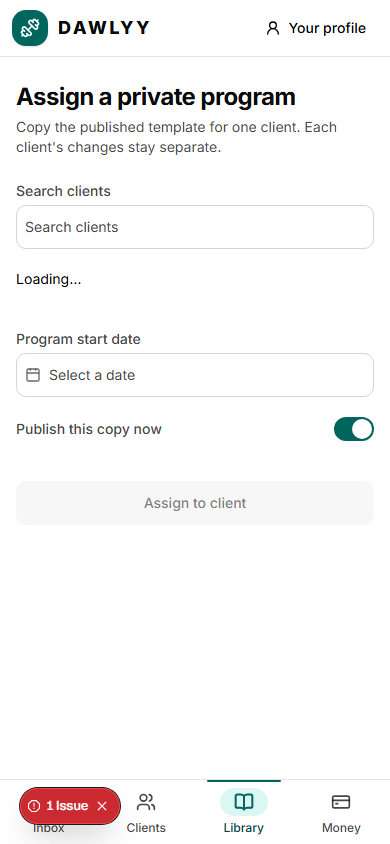 DAWLYY
Your profile
Assign a private program
Copy the published template for one client. Each
client's changes stay separate.
Search clients
Search clients
Loading...
Program start date
Select a date
Publish this copy now
Assign to client
1 Issue
Inbox
Clients
Library
Money